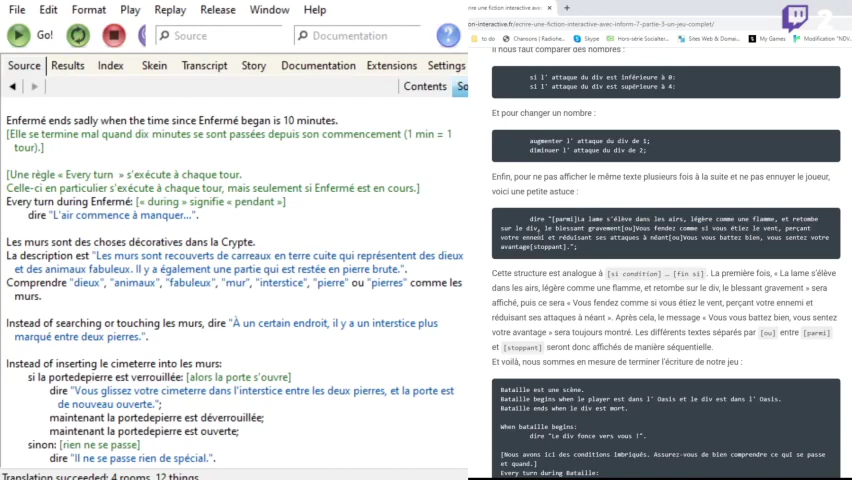 File Edit Format Play Replay Release Window Help
Go! Source Documentation
Source Results Index Skein Transcript Story Documentation Extensions Settings
Contents So
Enfermé ends sadly when the time since Enfermé began is 10 minutes.
[Elle se termine mal quand dix minutes se sont passées depuis son commencement (1 min = 1
tour).]
[Une règle « Every turn » s'exécute à chaque tour.
Celle-ci en particulier s'exécute à chaque tour, mais seulement si Enfermé est en cours.]
Every turn during Enfermé: [« during » signifie « pendant »]
dire "L'air commence à manquer...".
Les murs sont des choses décoratives dans la Crypte.
La description est "Les murs sont recouverts de carreaux en terre cuite qui représentent des dieux
et des animaux fabuleux. Il y a également une partie qui est restée en pierre brute.".
Comprendre "dieux", "animaux", "fabuleux", "mur", "interstice", "pierre" ou "pierres" comme les
murs.
Instead of searching or touching les murs, dire "À un certain endroit, il y a un interstice plus
marqué entre deux pierres.".
Instead of inserting le cimeterre into les murs:
si la portedepierre est verrouillée: [alors la porte s'ouvre]
dire "Vous glissez votre cimeterre dans l'interstice entre les deux pierres, et la porte est
de nouveau ouverte.";
maintenant la portedepierre est déverrouillée;
maintenant la portedepierre est ouverte;
sinon: [rien ne se passe]
dire "Il ne se passe rien de spécial.".
Translation succeeded: 4 rooms, 12 things.
rire une fiction interactive avec Inform
on-interactive.fr/ecrire-une-fiction-interactive-avec-inform-7-partie-3-un-jeu-complet/
to do Chansons | Radiohe... Skype Hors-série Socialter... Sites Web & Domai... My Games Modification "NDV
2
Il nous faut comparer des nombres :
si l' attaque du div est inférieure à 0:
si l' attaque du div est supérieure à 4:
Et pour changer un nombre :
augmenter l' attaque du div de 1;
diminuer l' attaque du div de 2;
Enfin, pour ne pas afficher le même texte plusieurs fois à la suite et ne pas ennuyer le joueur,
voici une petite astuce :
dire "[parmi]La lame s'élève dans les airs, légère comme une flamme, et retombe
sur le div, le blessant gravement[ou]Vous fendez comme si vous étiez le vent, perçant
votre ennemi et réduisant ses attaques à néant[ou]Vous vous battez bien, vous sentez votre
avantage[stoppant].";
Cette structure est analogue à [si condition] … [fin si]. La première fois, « La lame s'élève
dans les airs, légère comme une flamme, et retombe sur le div, le blessant gravement » sera
affiché, puis ce sera « Vous fendez comme si vous étiez le vent, perçant votre ennemi et
réduisant ses attaques à néant ». Après cela, le message « Vous vous battez bien, vous sentez
votre avantage » sera toujours montré. Les différents textes séparés par [ou] entre [parmi]
et [stoppant] seront donc affichés de manière séquentielle.
Et voilà, nous sommes en mesure de terminer l'écriture de notre jeu :
Bataille est une scène.
Bataille begins when le player est dans l' Oasis et le div est dans l' Oasis.
Bataille ends when le div est mort.
When bataille begins:
dire "Le div fonce vers vous !".
[Nous avons ici des conditions imbriqués. Assurez-vous de bien comprendre ce qui se passe
et quand.]
Every turn during Bataille: